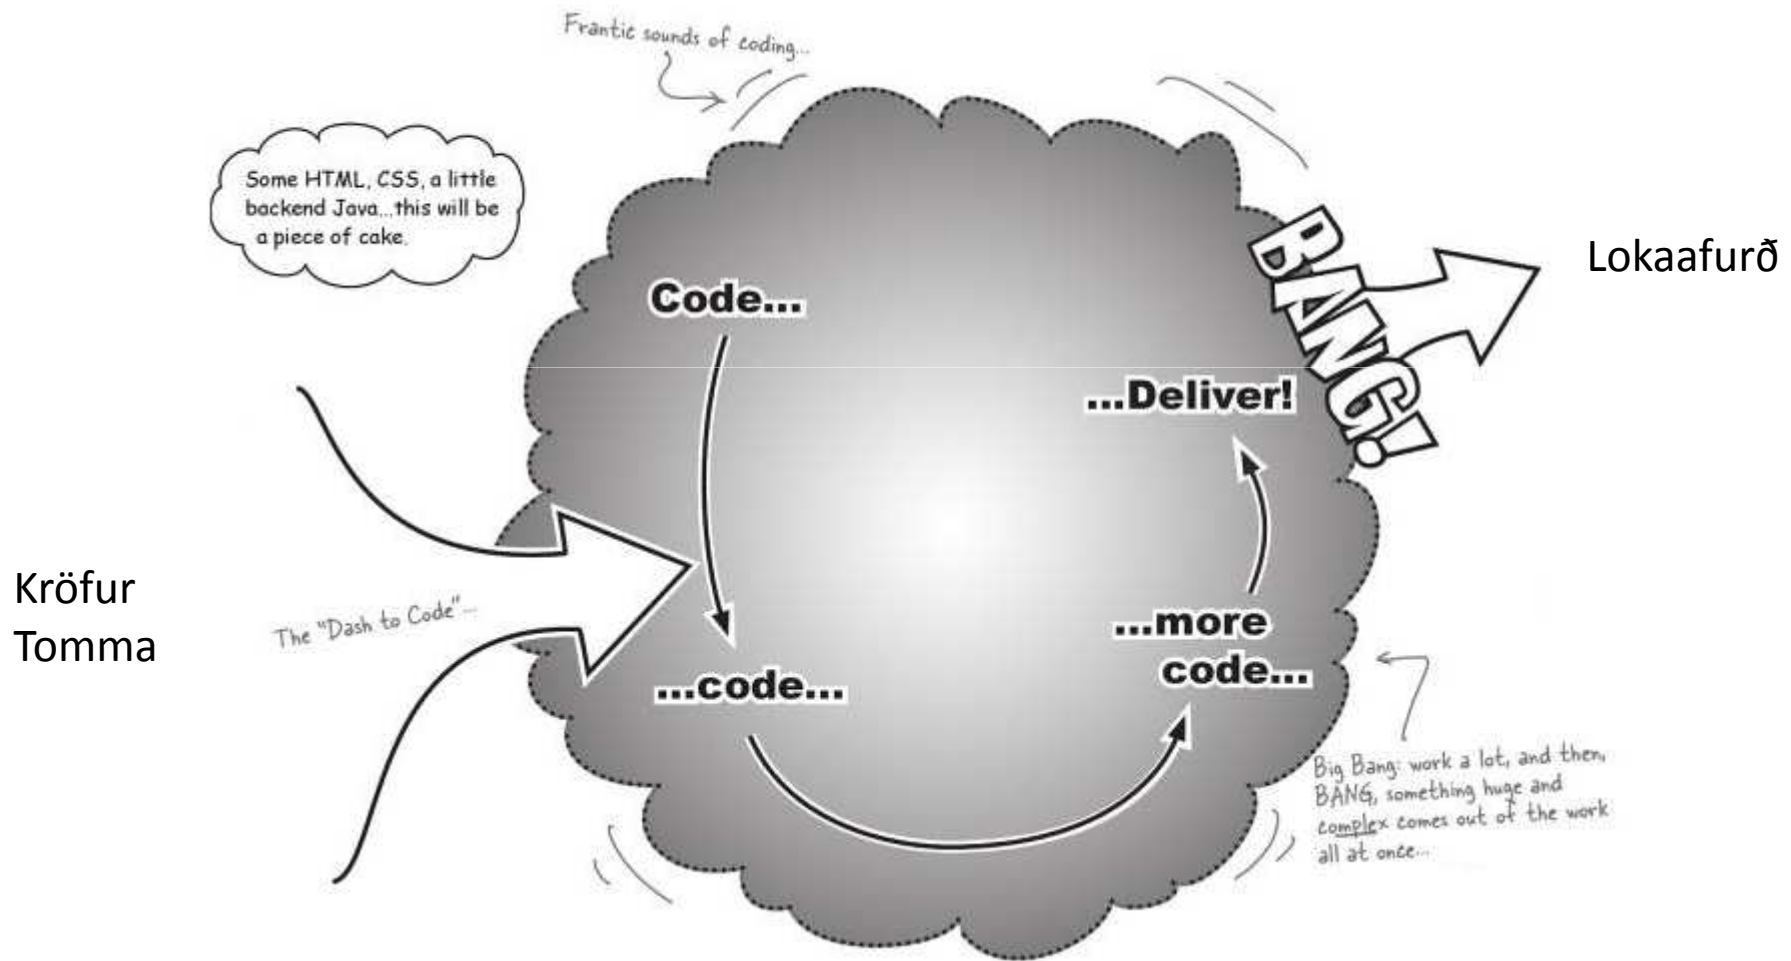 Frantic sounds of coding...
Some HTML, CSS, a little
backend Java...this will be
a piece of cake.
BANG!
Lokaafurð
Code...
...Deliver!
Kröfur
Tomma
The "Dash to Code"...
...code...
...more
code...
Big Bang: work a lot, and then,
BANG, something huge and
complex comes out of the work
all at once...